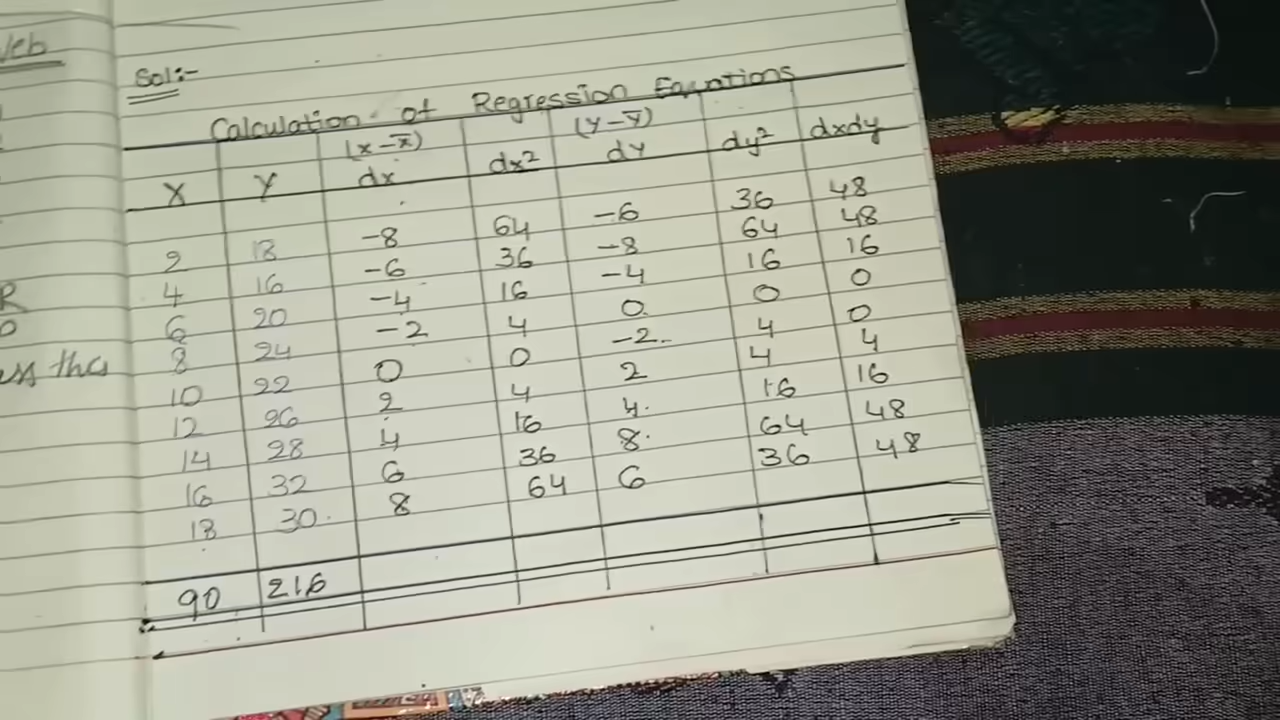 Sol:-
Calculation of Regression Equations
X Y (x-x̅) dx dx² (y-y̅) dy dy² dxdy
2 18 -8 64 -6 36 48
4 16 -6 36 -8 64 48
6 20 -4 16 -4 16 16
8 24 -2 4 0 0 0
10 22 0 0 -2 4 0
12 26 2 4 2 4 4
14 28 4 16 4 16 16
16 32 6 36 8 64 48
18 30 8 64 6 36 48
90 216